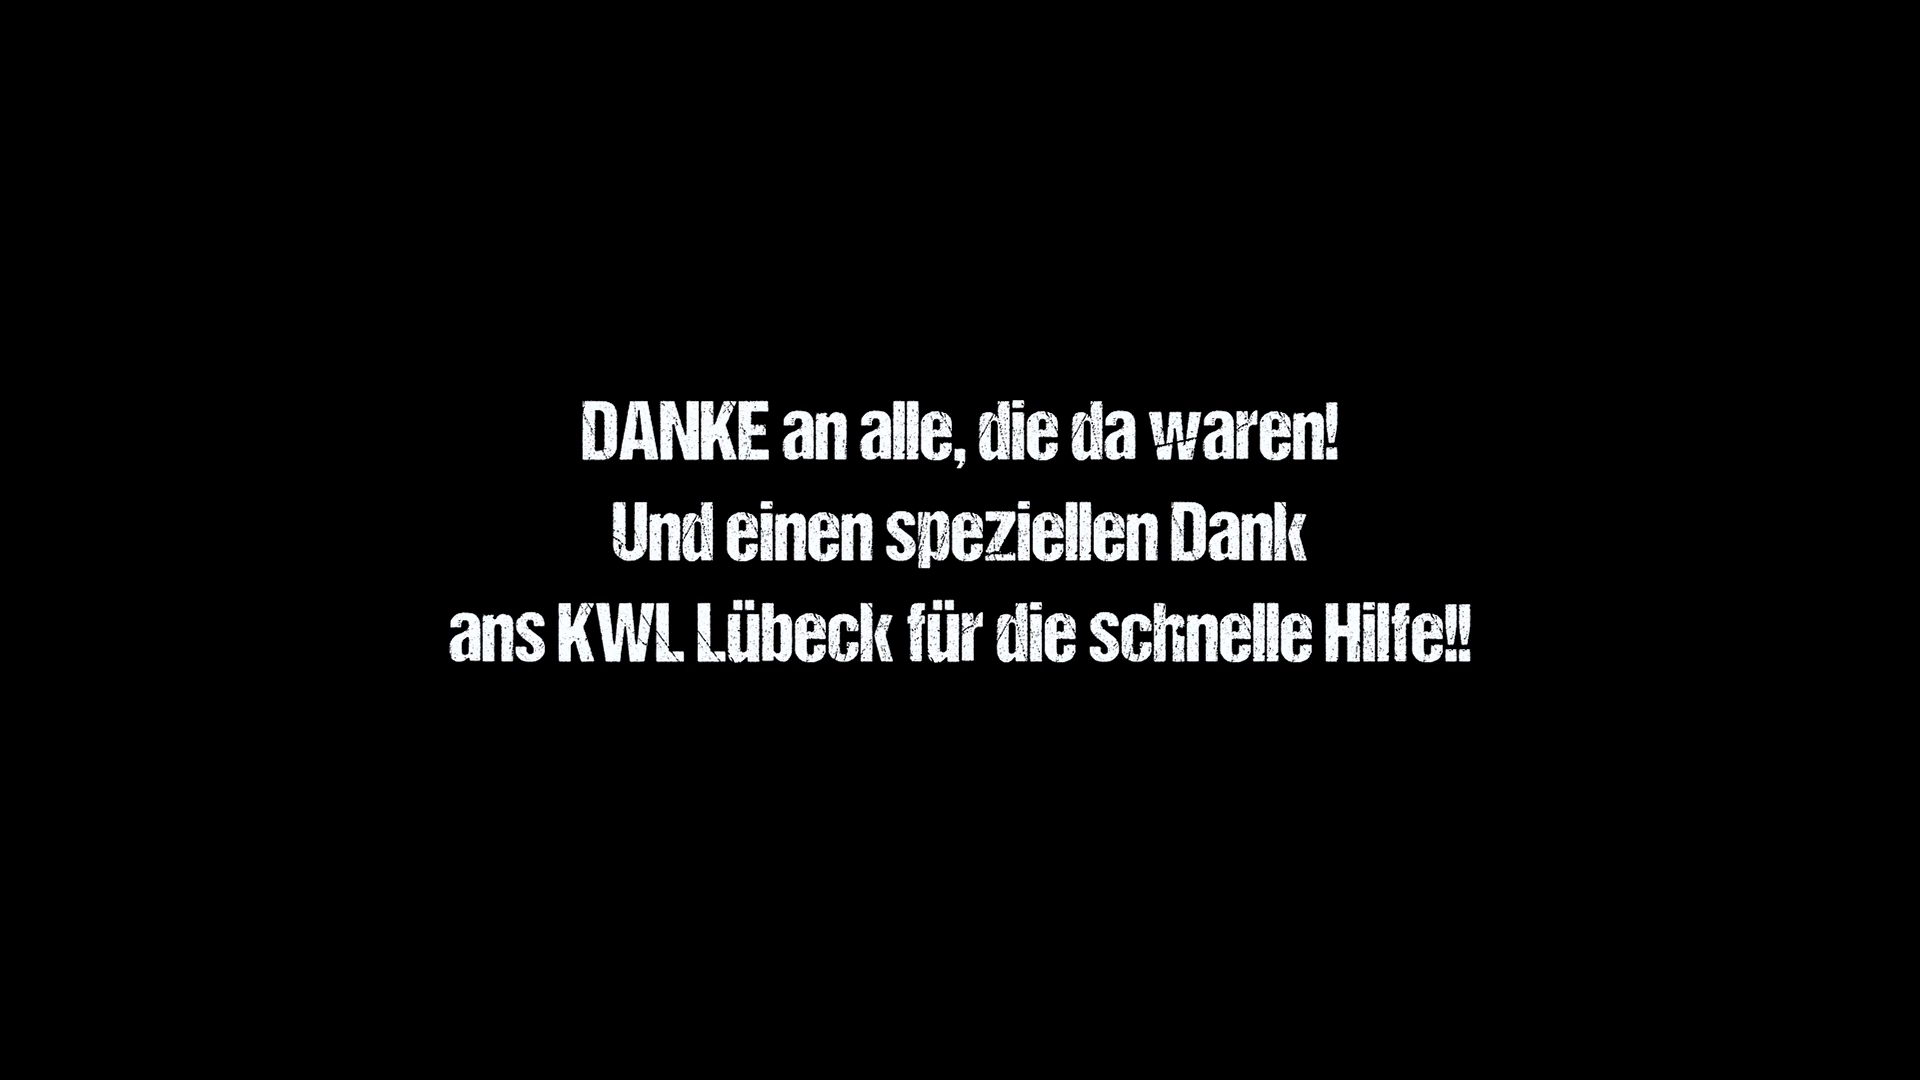 DANKE an alle, die da waren!
Und einen speziellen Dank
ans KWL Lübeck für die schnelle Hilfe!!